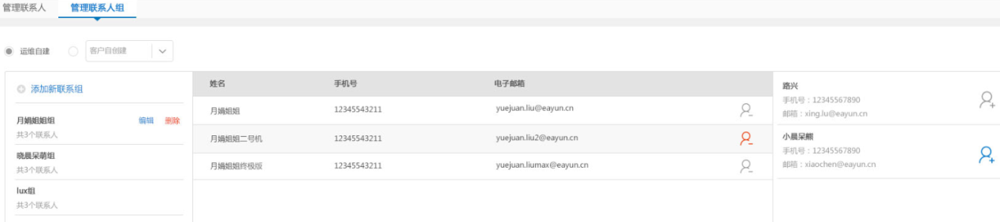 管理联系人 管理联系人组
运维自建 客户自创建
添加新联系组
月娟姐姐组 编辑 删除
共3个联系人
晓晨呆萌组
共3个联系人
lux组
共3个联系人
姓名 手机号 电子邮箱
月娟姐姐 12345543211 yuejuan.liu@eayun.cn
月娟姐姐二号机 12345543211 yuejuan.liu2@eayun.cn
月娟姐姐终极版 12345543211 yuejuan.liumax@eayun.cn
路兴
手机号：12345567890
邮箱：xing.lu@eayun.cn
小晨呆熊
手机号：12345567890
邮箱：xiaochen@eayun.cn